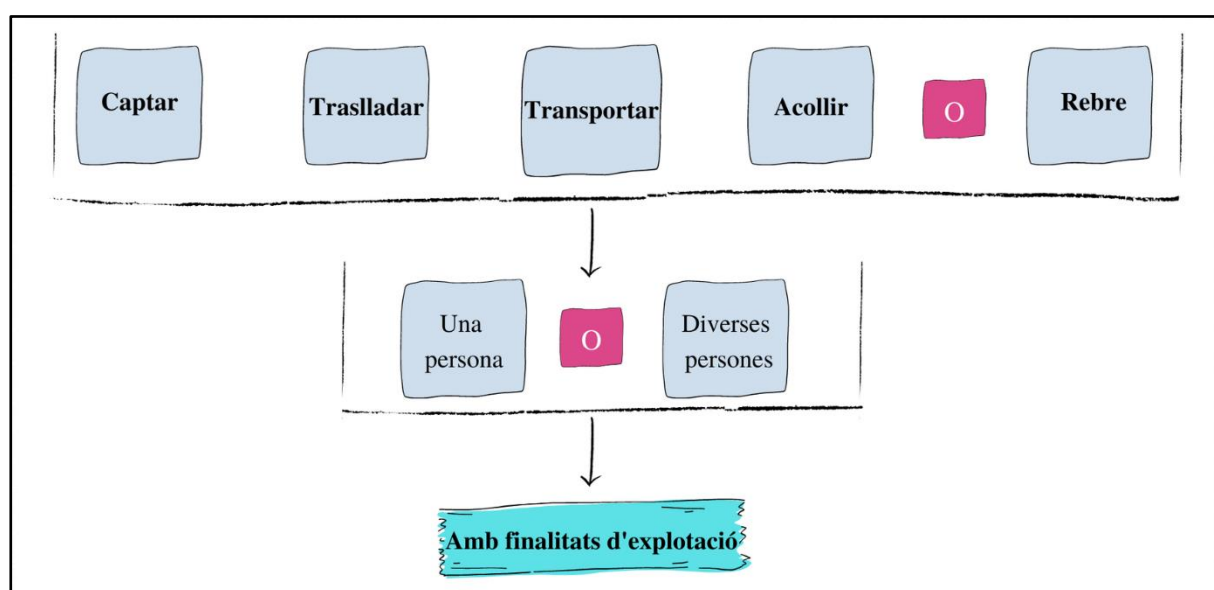 Captar
Traslladar
Transportar
Acollir
O
Rebre
Una
persona
O
Diverses
persones
Amb finalitats d'explotació